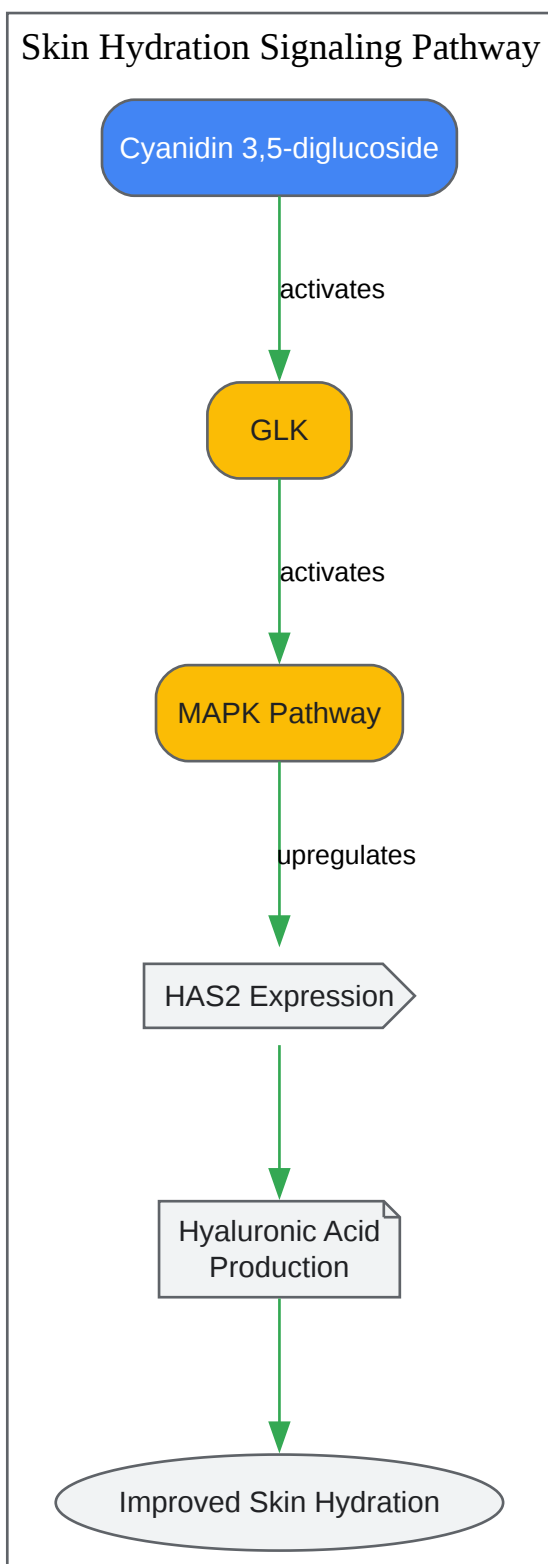 Skin Hydration Signaling Pathway
Cyanidin 3,5-diglucoside
activates
GLK
activates
MAPK Pathway
upregulates
HAS2 Expression
Hyaluronic Acid
Production
Improved Skin Hydration